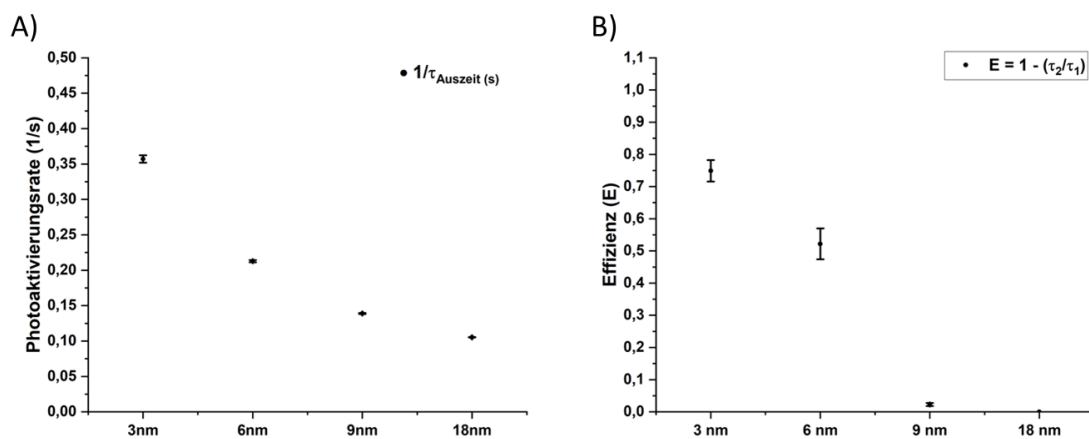 A)
Photoaktivierungsrate (1/s)
0,50
0,45
0,40
0,35
0,30
0,25
0,20
0,15
0,10
0,05
0,00
1/τAuszeit (s)
3nm 6nm 9nm 18nm
B)
Effizienz (E)
1,1
1,0
0,9
0,8
0,7
0,6
0,5
0,4
0,3
0,2
0,1
0,0
E = 1 - (τ2/τ1)
3 nm 6 nm 9 nm 18 nm